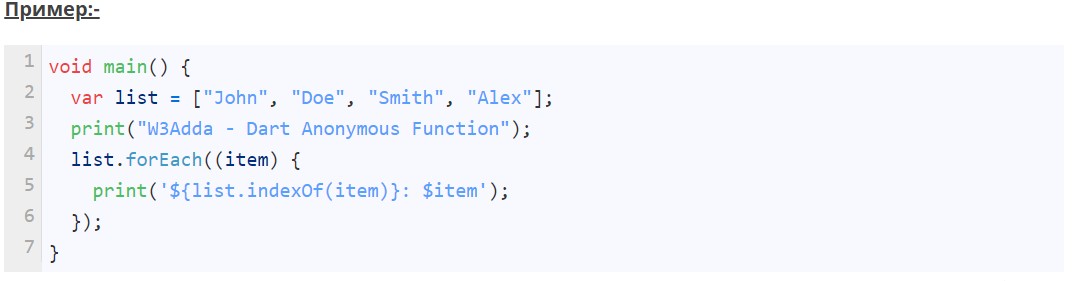 Пример:-
1 void main() {
2   var list = ["John", "Doe", "Smith", "Alex"];
3   print("W3Adda - Dart Anonymous Function");
4   list.forEach((item) {
5     print('${list.indexOf(item)}: $item');
6   });
7 }